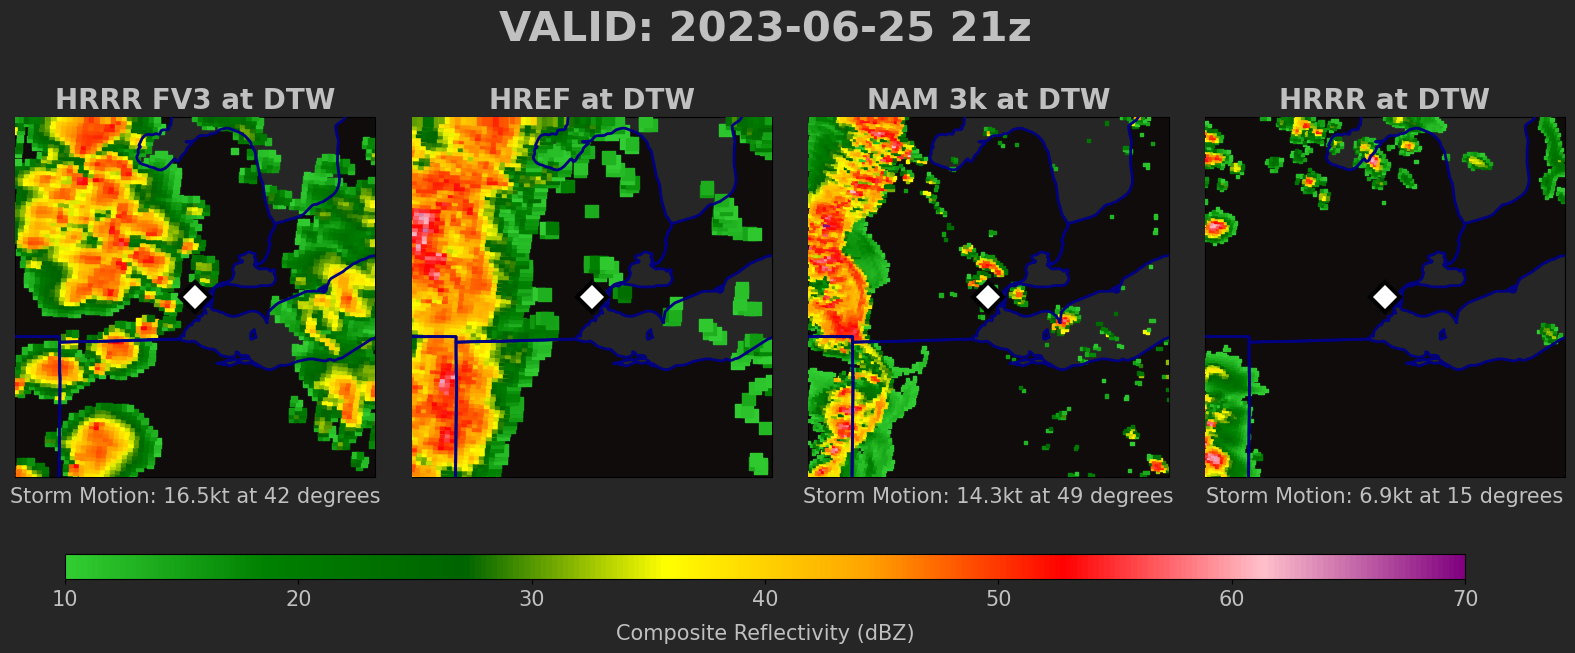 VALID: 2023-06-25 21z
HRRR FV3 at DTW
HREF at DTW
NAM 3k at DTW
HRRR at DTW
Storm Motion: 16.5kt at 42 degrees
Storm Motion: 14.3kt at 49 degrees
Storm Motion: 6.9kt at 15 degrees
10 20 30 40 50 60 70
Composite Reflectivity (dBZ)